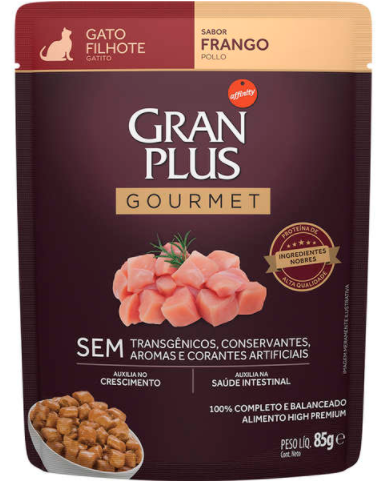 GATO
FILHOTE
GATITO
SABOR
FRANGO
POLLO
affinity
GRAN
PLUS
GOURMET
PROTEÍNA DE
INGREDIENTES
NOBRES
ALTA QUALIDADE
IMAGEM MERAMENTE ILUSTRATIVA
SEM TRANSGÊNICOS, CONSERVANTES,
AROMAS E CORANTES ARTIFICIAIS
AUXILIA NO
CRESCIMENTO
AUXILIA NA
SAÚDE INTESTINAL
100% COMPLETO E BALANCEADO
ALIMENTO HIGH PREMIUM
PESO LÍQ. 85g e
Cont. Neto